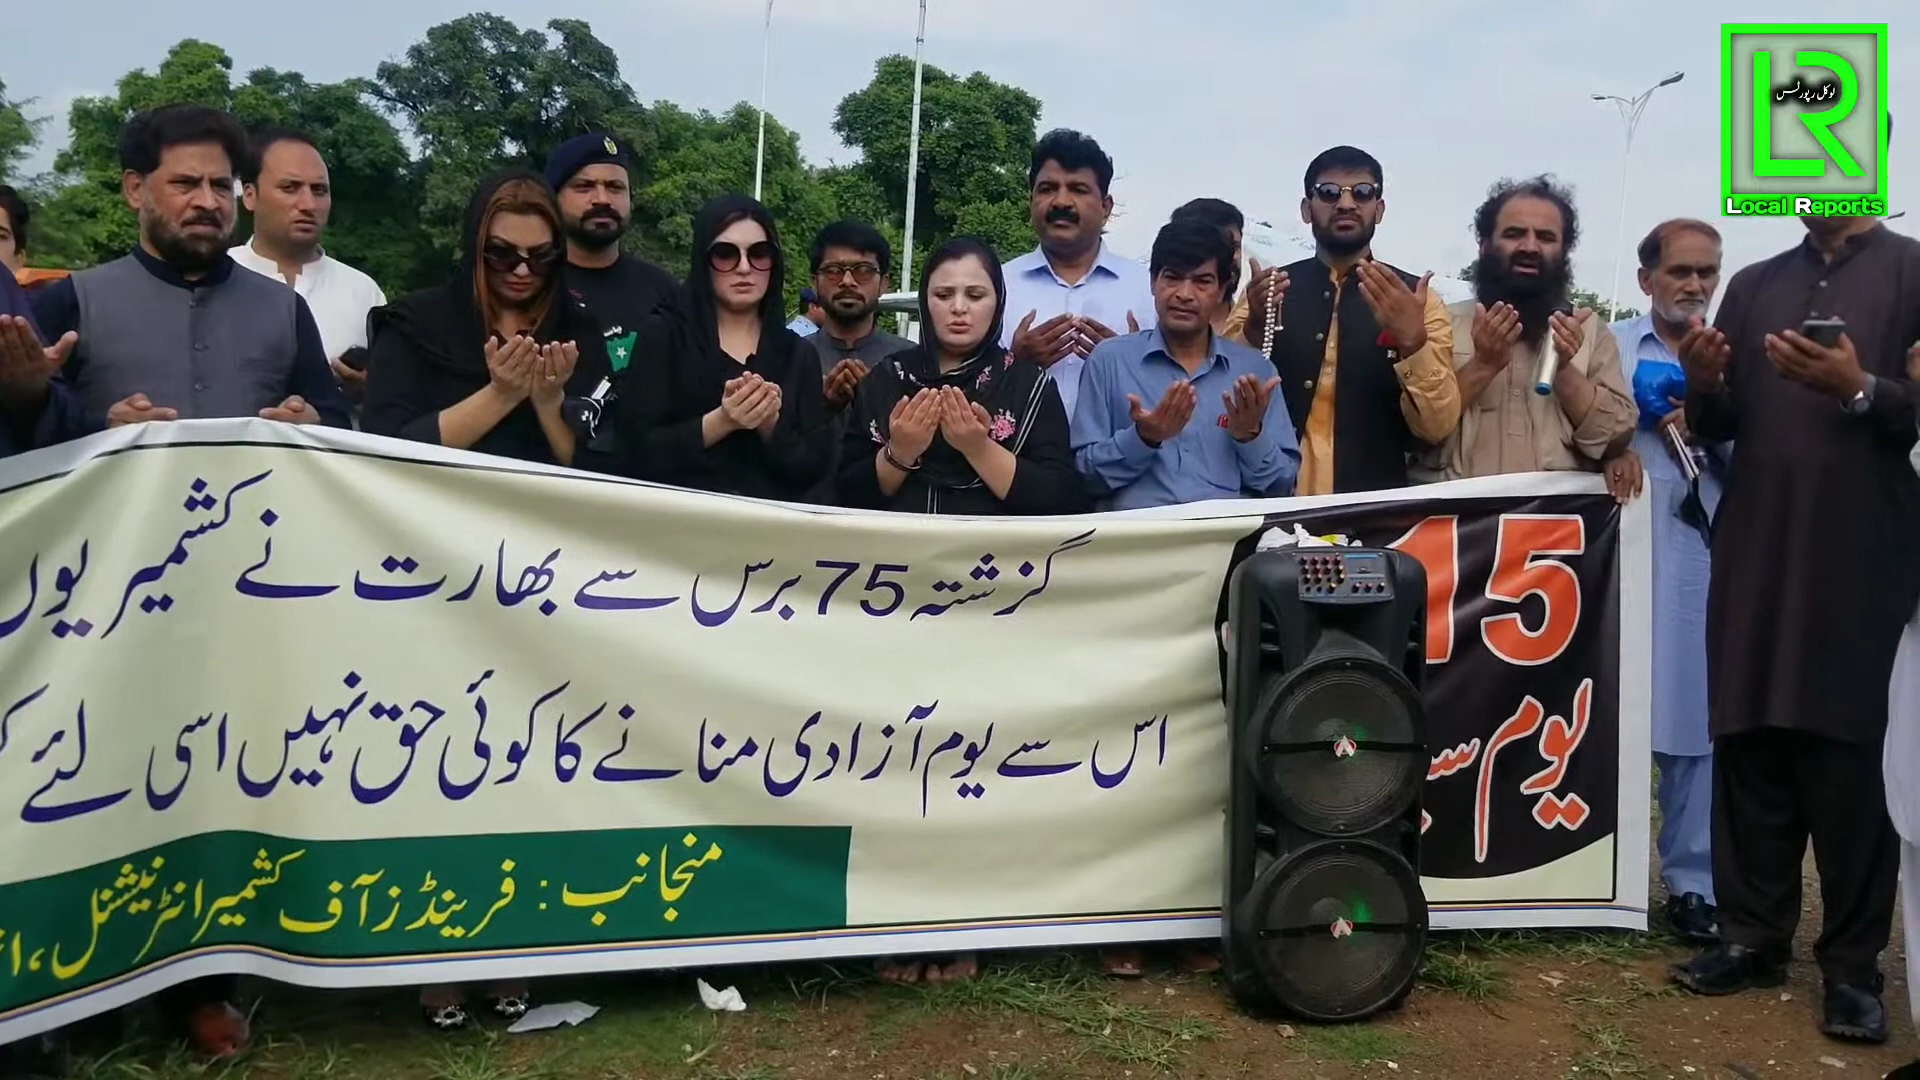 لوکل رپورٹس
LR
Local Reports
گزشتہ 75 برس سے بھارت نے کشمیریوں
اس سے یوم آزادی منانے کا کوئی حق نہیں اسی لئے
منجانب : فرینڈز آف کشمیر انٹرنیشنل،
15
یوم